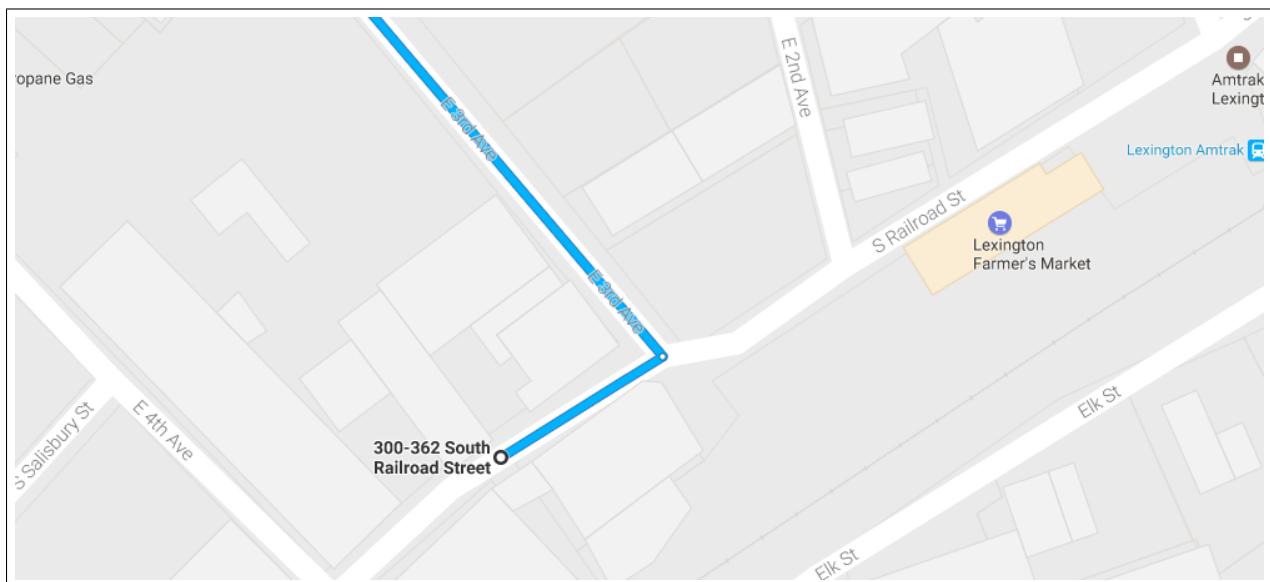 opane Gas
E 3rd Ave
E 2nd Ave
Amtrak
Lexingt
Lexington Amtrak
S Railroad St
Lexington
Farmer's Market
E 3rd Ave
Elk St
S Salisbury St
E 4th Ave
300-362 South
Railroad Street
Elk St